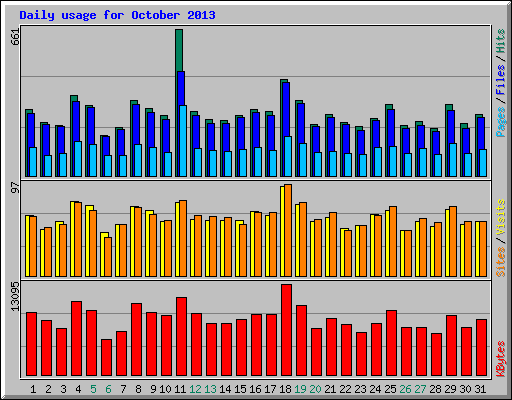 Daily usage for October 2013
661
Pages / Files / Hits
97
Sites / Visits
13095
KBytes
1 2 3 4 5 6 7 8 9 10 11 12 13 14 15 16 17 18 19 20 21 22 23 24 25 26 27 28 29 30 31